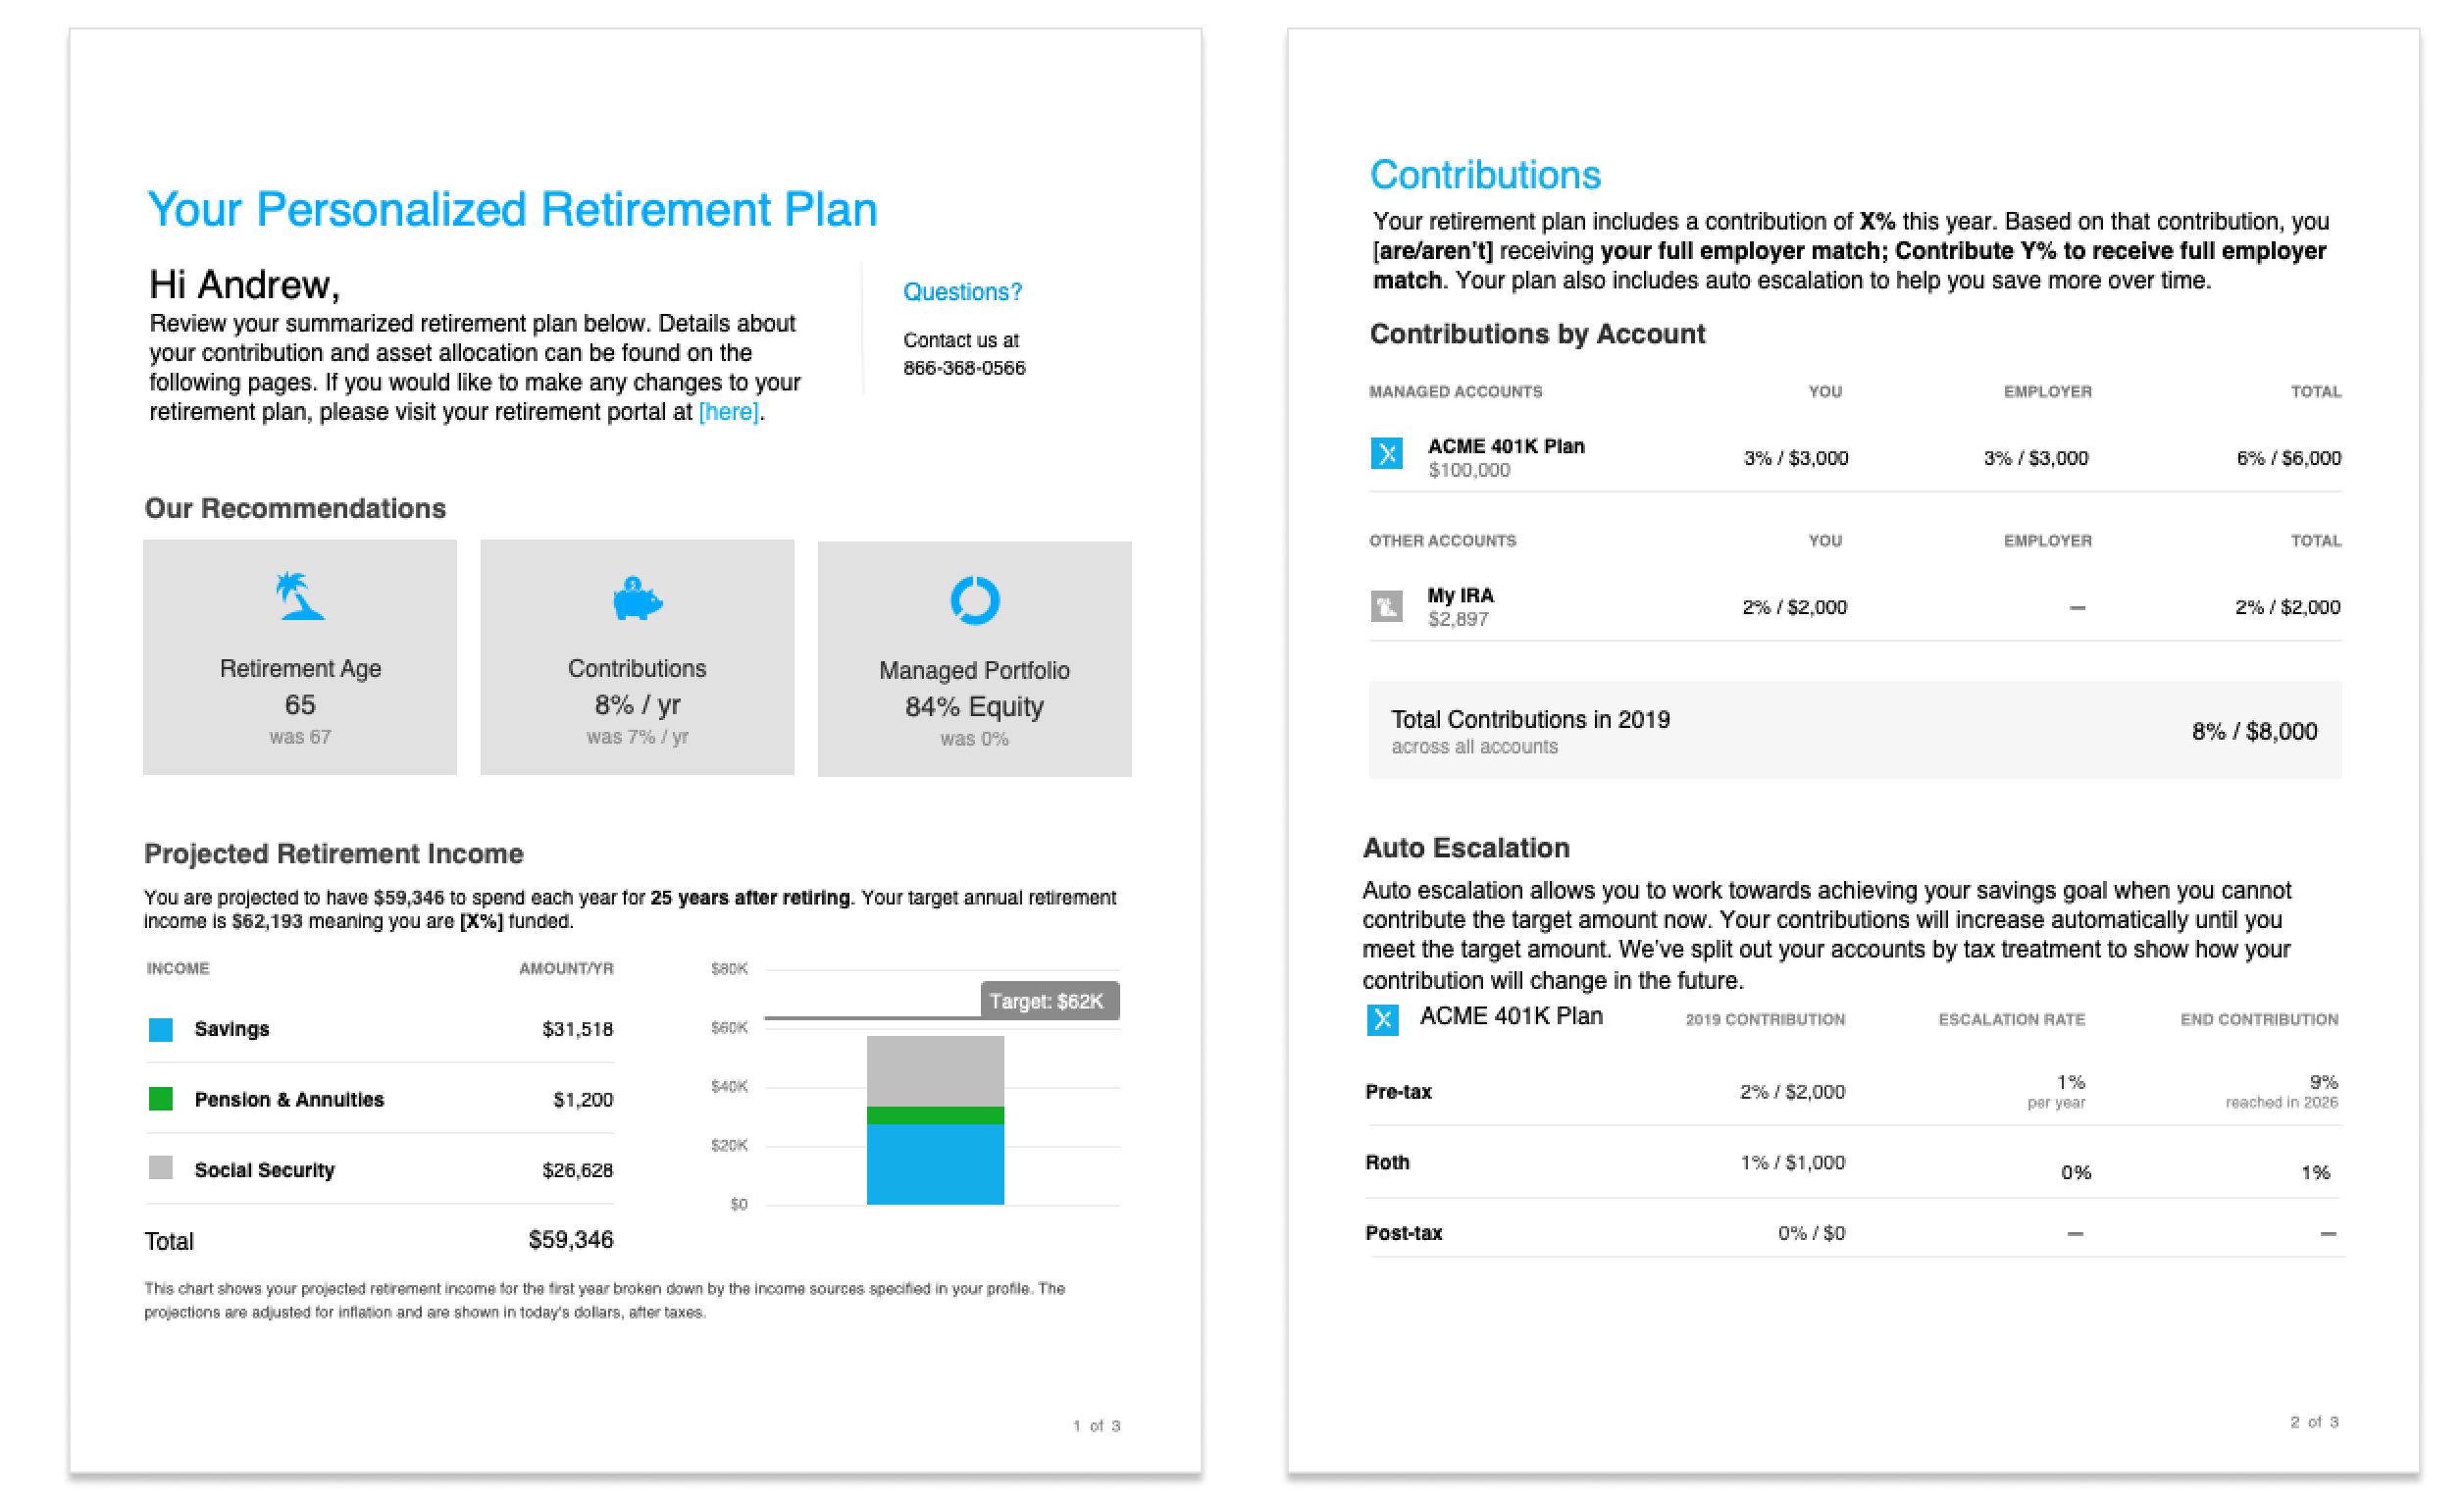 Your Personalized Retirement Plan
Hi Andrew,
Review your summarized retirement plan below. Details about
your contribution and asset allocation can be found on the
following pages. If you would like to make any changes to your
retirement plan, please visit your retirement portal at [here].
Questions?
Contact us at
866-368-0566
Our Recommendations
Retirement Age
65
was 67
Contributions
8% / yr
was 7% / yr
Managed Portfolio
84% Equity
was 0%
Projected Retirement Income
You are projected to have $59,346 to spend each year for 25 years after retiring. Your target annual retirement
income is $62,193 meaning you are [X%] funded.
INCOME AMOUNT/YR
Savings $31,518
Pension & Annuities $1,200
Social Security $26,628
Total $59,346
$80K
Target: $62K
$60K
$40K
$20K
$0
This chart shows your projected retirement income for the first year broken down by the income sources specified in your profile. The
projections are adjusted for inflation and are shown in today's dollars, after taxes.
1 of 3
Contributions
Your retirement plan includes a contribution of X% this year. Based on that contribution, you
[are/aren't] receiving your full employer match; Contribute Y% to receive full employer
match. Your plan also includes auto escalation to help you save more over time.
Contributions by Account
MANAGED ACCOUNTS YOU EMPLOYER TOTAL
ACME 401K Plan 3% / $3,000 3% / $3,000 6% / $6,000
$100,000
OTHER ACCOUNTS YOU EMPLOYER TOTAL
My IRA 2% / $2,000 — 2% / $2,000
$2,897
Total Contributions in 2019 8% / $8,000
across all accounts
Auto Escalation
Auto escalation allows you to work towards achieving your savings goal when you cannot
contribute the target amount now. Your contributions will increase automatically until you
meet the target amount. We've split out your accounts by tax treatment to show how your
contribution will change in the future.
ACME 401K Plan 2019 CONTRIBUTION ESCALATION RATE END CONTRIBUTION
Pre-tax 2% / $2,000 1% 9%
per year reached in 2026
Roth 1% / $1,000 0% 1%
Post-tax 0% / $0 — —
2 of 3